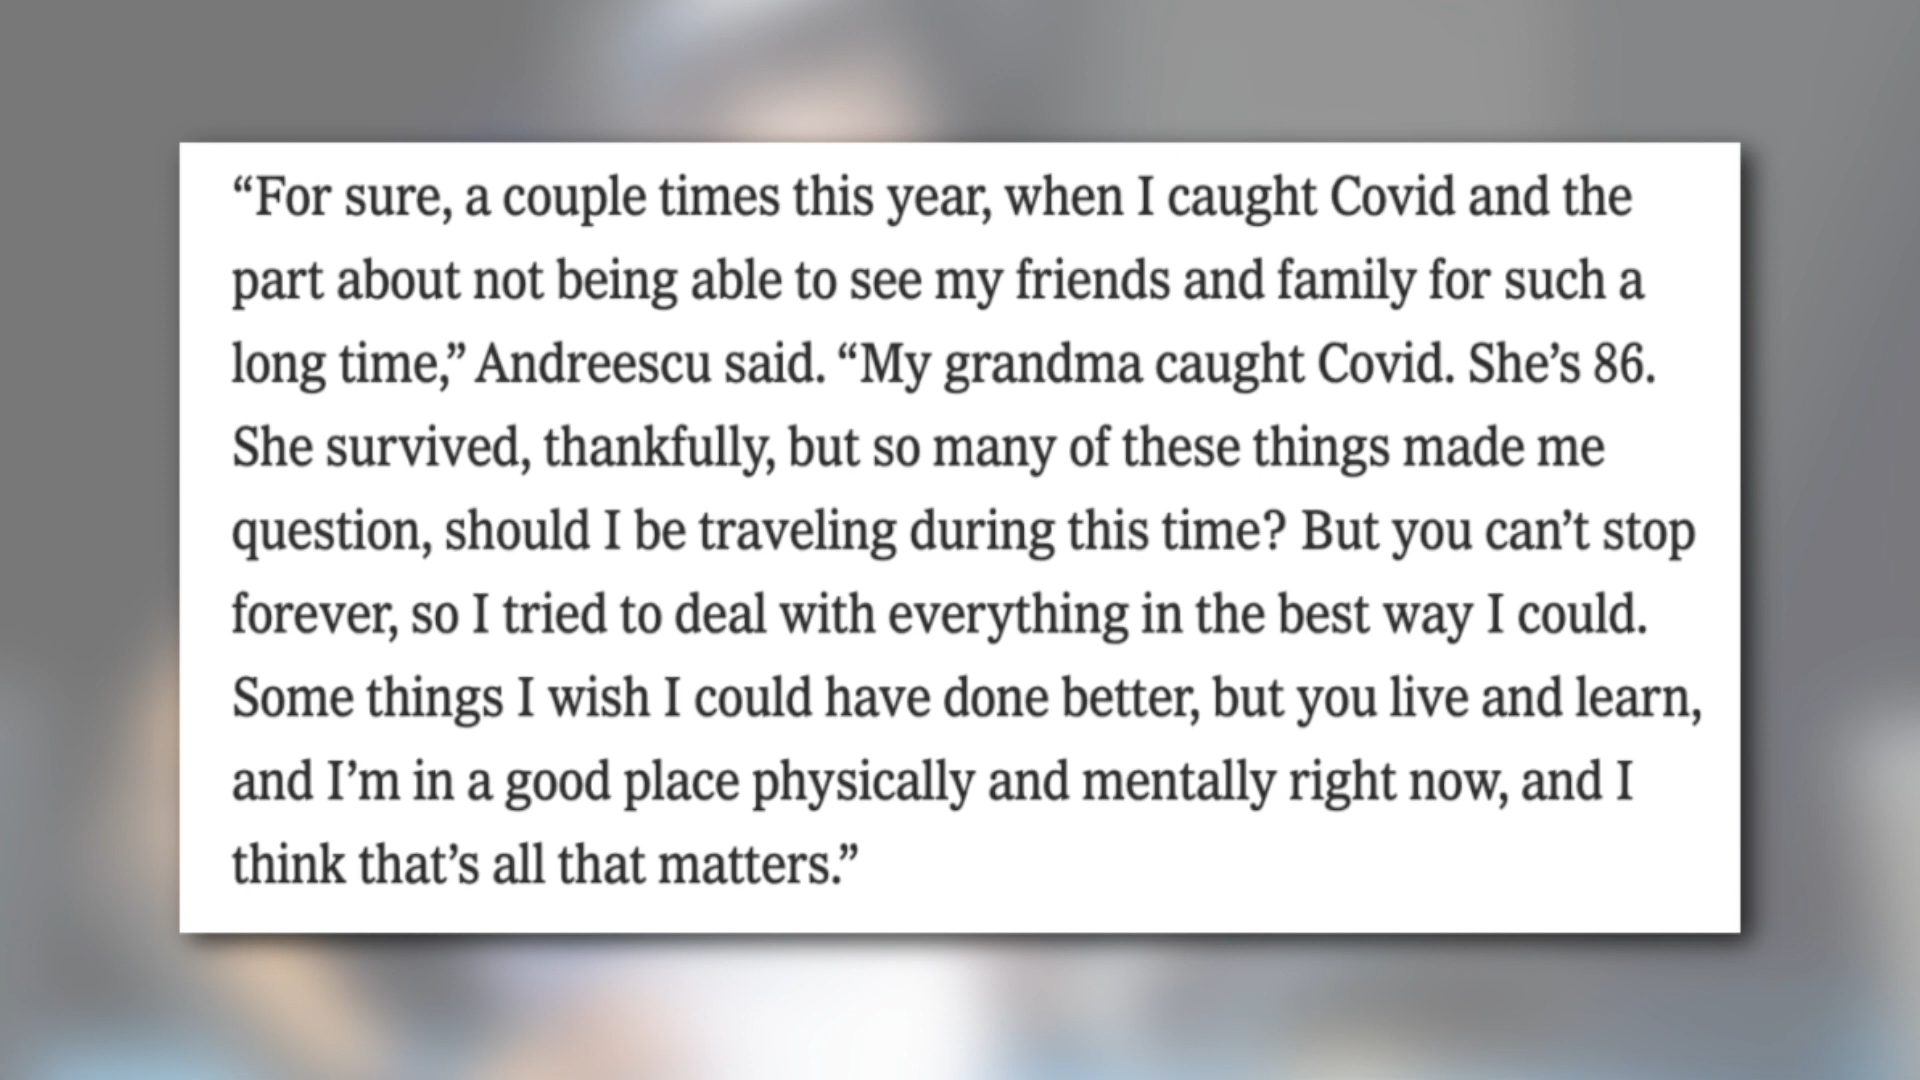 “For sure, a couple times this year, when I caught Covid and the
part about not being able to see my friends and family for such a
long time,” Andreescu said. “My grandma caught Covid. She’s 86.
She survived, thankfully, but so many of these things made me
question, should I be traveling during this time? But you can’t stop
forever, so I tried to deal with everything in the best way I could.
Some things I wish I could have done better, but you live and learn,
and I’m in a good place physically and mentally right now, and I
think that’s all that matters.”